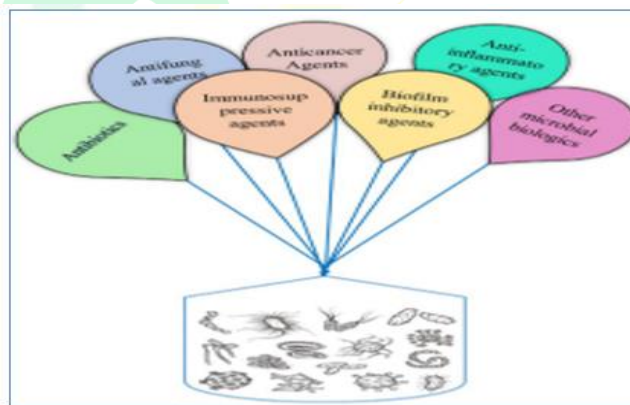 Antibiotics
Antifung
al agents
Immunosup
pressive
agents
Anticancer
Agents
Biofilm
inhibitory
agents
Anti-
inflammato
ry agents
Other
microbial
biologics